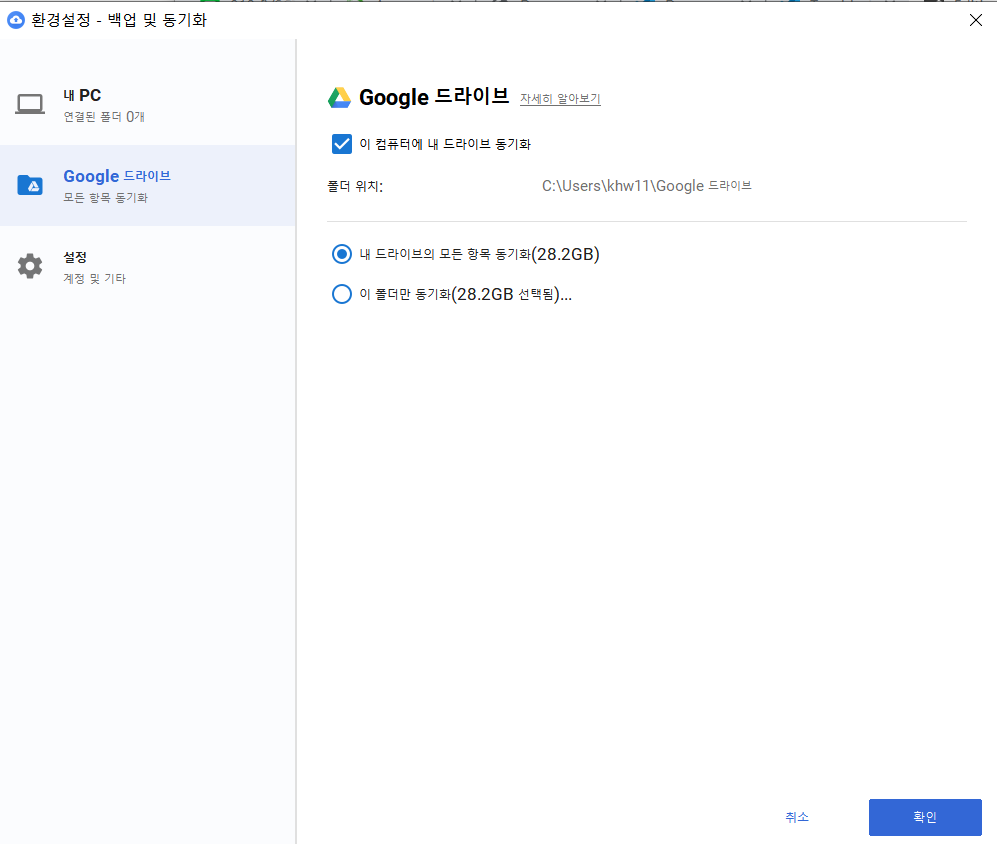 환경설정 - 백업 및 동기화
내 PC
연결된 폴더 0개
Google 드라이브
모든 항목 동기화
설정
계정 및 기타
Google 드라이브 자세히 알아보기
이 컴퓨터에 내 드라이브 동기화
폴더 위치: C:\Users\khw11\Google 드라이브
내 드라이브의 모든 항목 동기화(28.2GB)
이 폴더만 동기화(28.2GB 선택됨)...
취소 확인